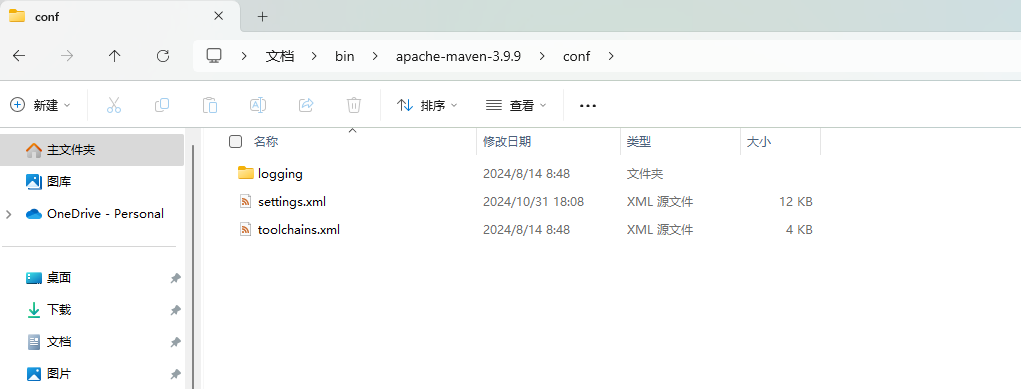 conf
文档 bin apache-maven-3.9.9 conf
新建 排序 查看
名称 修改日期 类型 大小
主文件夹
图库
OneDrive - Personal
桌面
下载
文档
图片
logging 2024/8/14 8:48 文件夹
settings.xml 2024/10/31 18:08 XML 源文件 12 KB
toolchains.xml 2024/8/14 8:48 XML 源文件 4 KB